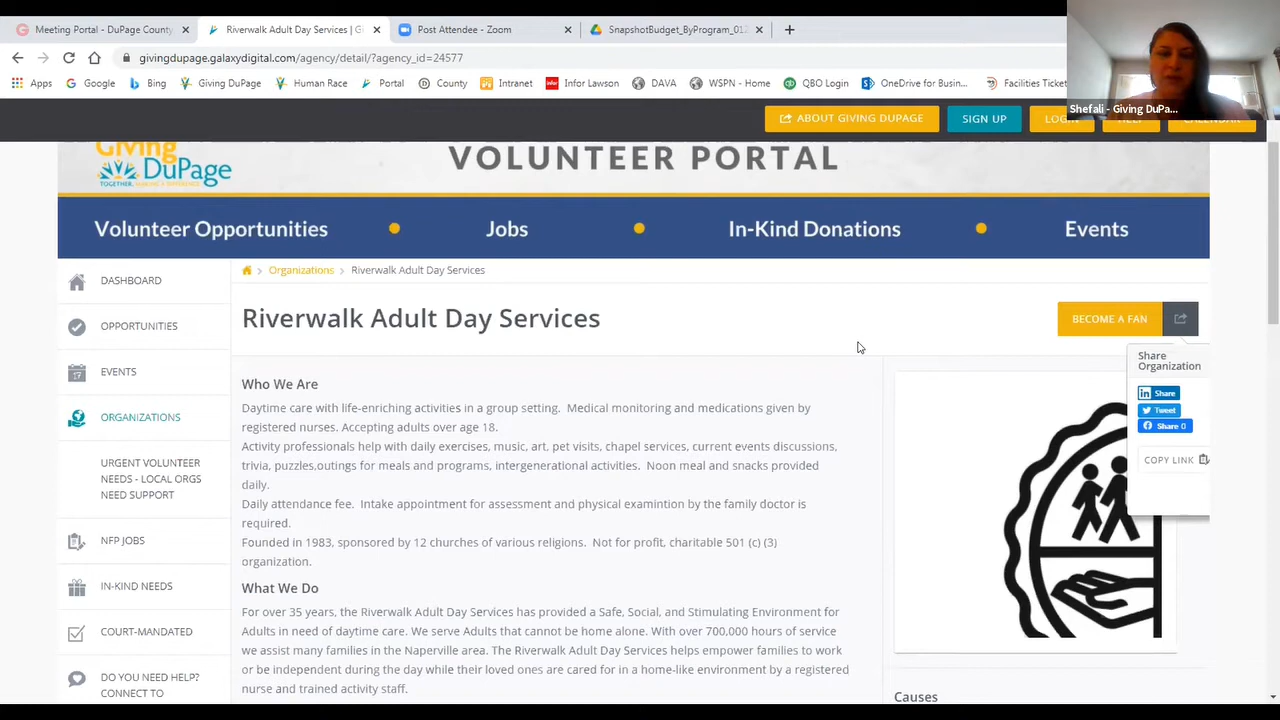 Meeting Portal - DuPage County
Riverwalk Adult Day Services | G
Post Attendee - Zoom
SnapshotBudget_ByProgram_012
givingdupage.galaxydigital.com/agency/detail/?agency_id=24577
Apps
Google
Bing
Giving DuPage
Human Race
Portal
County
Intranet
Infor Lawson
DAVA
WSPN - Home
QBO Login
OneDrive for Busin...
Facilities Ticket
Shefali - Giving DuPa...
ABOUT GIVING DUPAGE
SIGN UP
LOGIN
HELP
CALENDAR
Giving
DuPage
VOLUNTEER PORTAL
Volunteer Opportunities
Jobs
In-Kind Donations
Events
DASHBOARD
OPPORTUNITIES
17
EVENTS
ORGANIZATIONS
URGENT VOLUNTEER
NEEDS - LOCAL ORGS
NEED SUPPORT
NFP JOBS
IN-KIND NEEDS
COURT-MANDATED
DO YOU NEED HELP?
CONNECT TO
Organizations
Riverwalk Adult Day Services
Riverwalk Adult Day Services
BECOME A FAN
Share
Organization
in Share
Tweet
Share 0
COPY LINK
Who We Are
Daytime care with life-enriching activities in a group setting. Medical monitoring and medications given by
registered nurses. Accepting adults over age 18.
Activity professionals help with daily exercises, music, art, pet visits, chapel services, current events discussions,
trivia, puzzles,outings for meals and programs, intergenerational activities. Noon meal and snacks provided
daily.
Daily attendance fee. Intake appointment for assessment and physical examintion by the family doctor is
required.
Founded in 1983, sponsored by 12 churches of various religions. Not for profit, charitable 501 (c) (3)
organization.
What We Do
For over 35 years, the Riverwalk Adult Day Services has provided a Safe, Social, and Stimulating Environment for
Adults in need of daytime care. We serve Adults that cannot be home alone. With over 700,000 hours of service
we assist many families in the Naperville area. The Riverwalk Adult Day Services helps empower families to work
or be independent during the day while their loved ones are cared for in a home-like environment by a registered
nurse and trained activity staff.
Causes